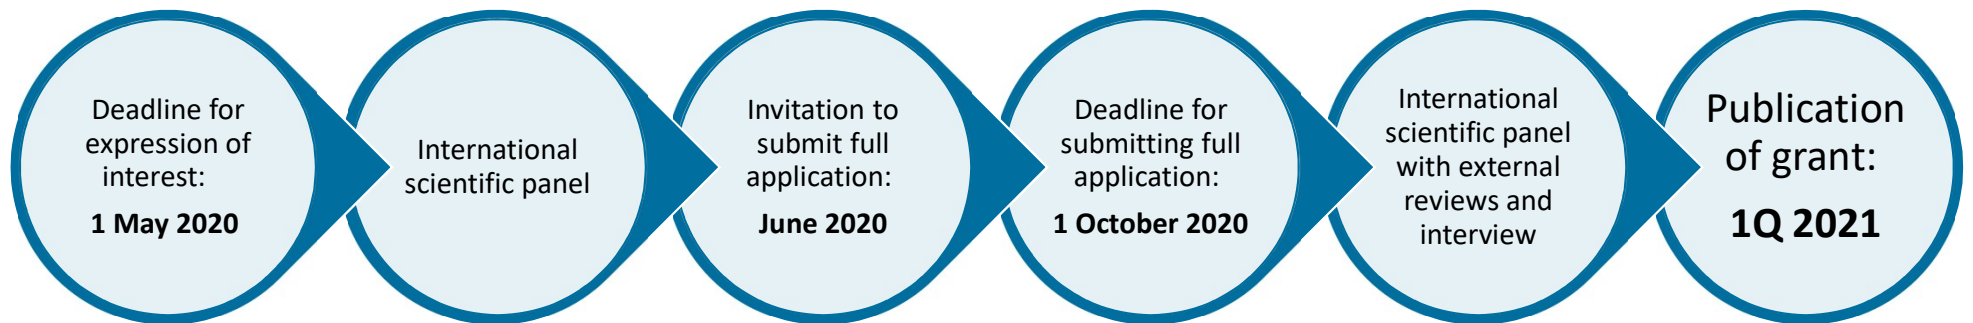 Deadline for
expression of
interest:
1 May 2020
International
scientific panel
Invitation to
submit full
application:
June 2020
Deadline for
submitting full
application:
1 October 2020
International
scientific panel
with external
reviews and
interview
Publication
of grant:
1Q 2021